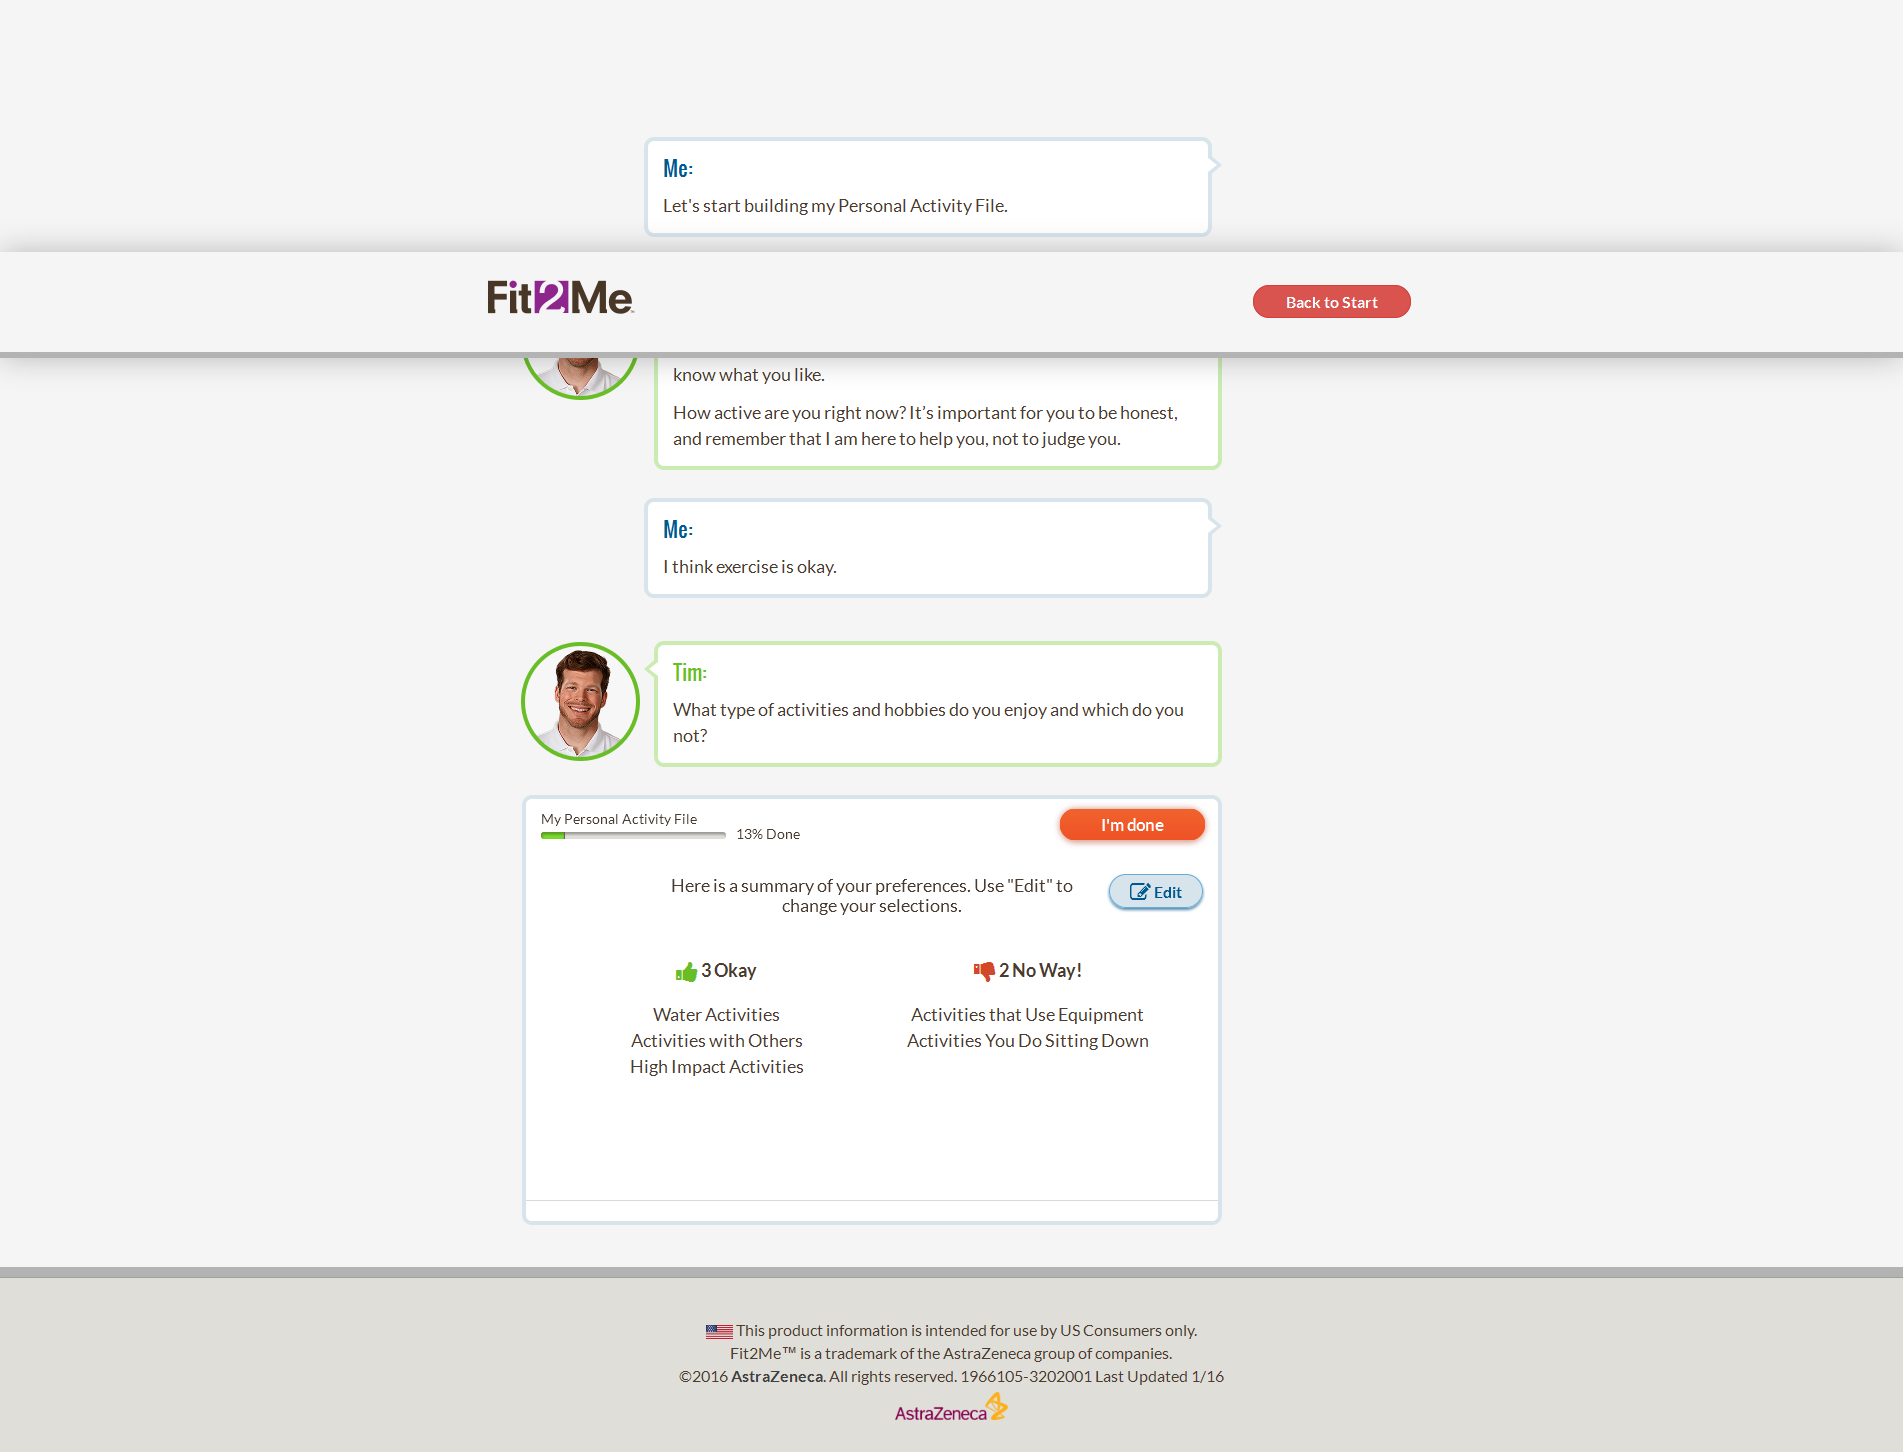 Me:
Let's start building my Personal Activity File.
Fit2Me™
Back to Start
know what you like.
How active are you right now? It’s important for you to be honest,
and remember that I am here to help you, not to judge you.
Me:
I think exercise is okay.
Tim:
What type of activities and hobbies do you enjoy and which do you
not?
My Personal Activity File
13% Done
I'm done
Here is a summary of your preferences. Use "Edit" to
change your selections.
Edit
3 Okay
Water Activities
Activities with Others
High Impact Activities
2 No Way!
Activities that Use Equipment
Activities You Do Sitting Down
This product information is intended for use by US Consumers only.
Fit2Me™ is a trademark of the AstraZeneca group of companies.
©2016 AstraZeneca. All rights reserved. 1966105-3202001 Last Updated 1/16
AstraZeneca